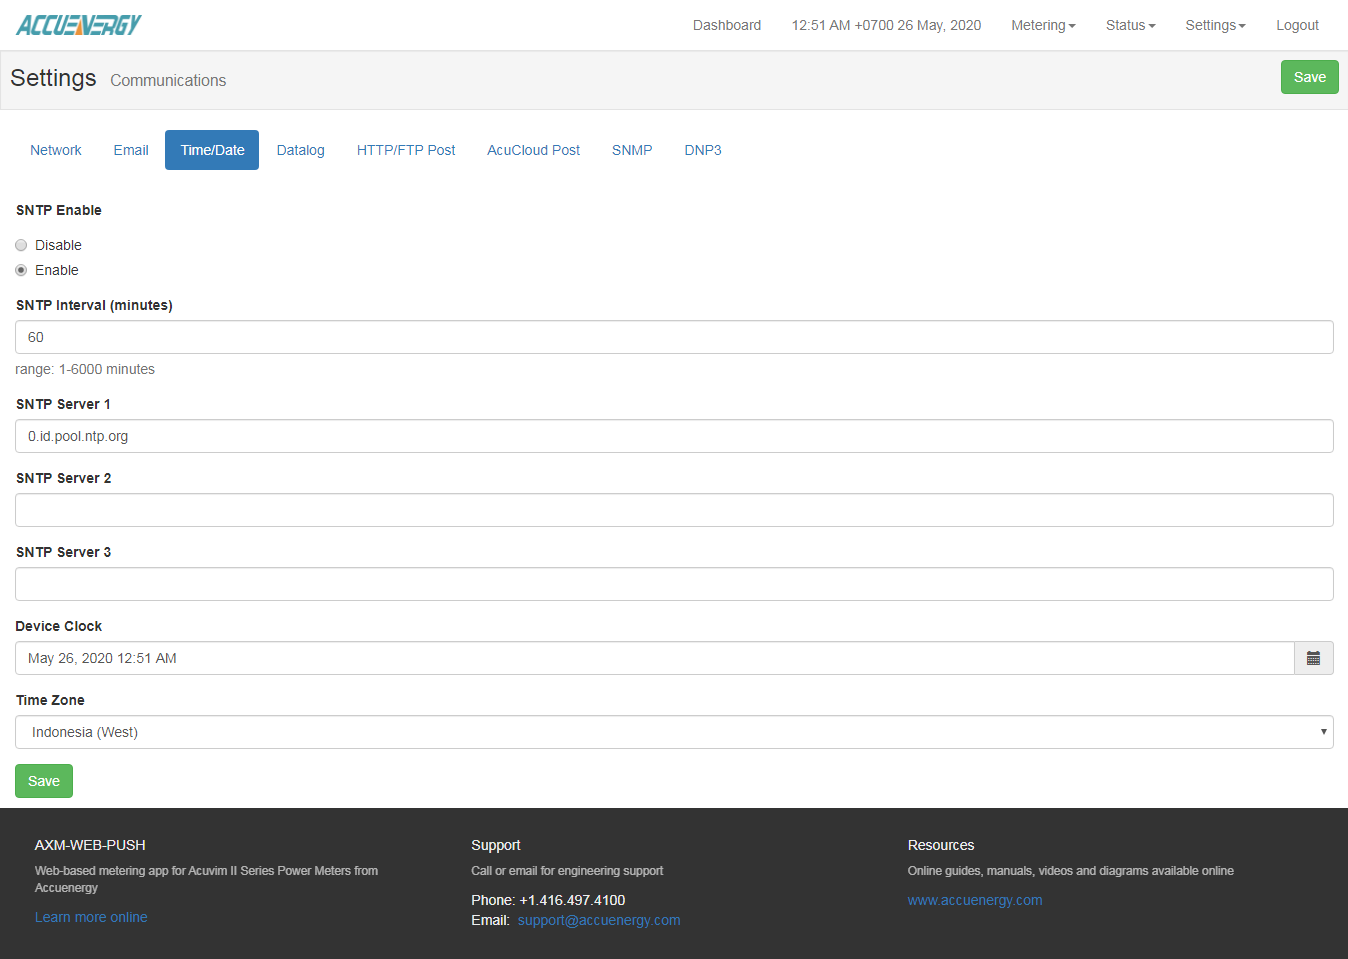 ACCUENERGY
Dashboard 12:51 AM +0700 26 May, 2020 Metering Status Settings Logout
Settings Communications
Save
Network Email Time/Date Datalog HTTP/FTP Post AcuCloud Post SNMP DNP3
SNTP Enable
Disable
Enable
SNTP Interval (minutes)
60
range: 1-6000 minutes
SNTP Server 1
0.id.pool.ntp.org
SNTP Server 2
SNTP Server 3
Device Clock
May 26, 2020 12:51 AM
Time Zone
Indonesia (West)
Save
AXM-WEB-PUSH
Web-based metering app for Acuvim II Series Power Meters from
Accuenergy
Learn more online
Support
Call or email for engineering support
Phone: +1.416.497.4100
Email: support@accuenergy.com
Resources
Online guides, manuals, videos and diagrams available online
www.accuenergy.com